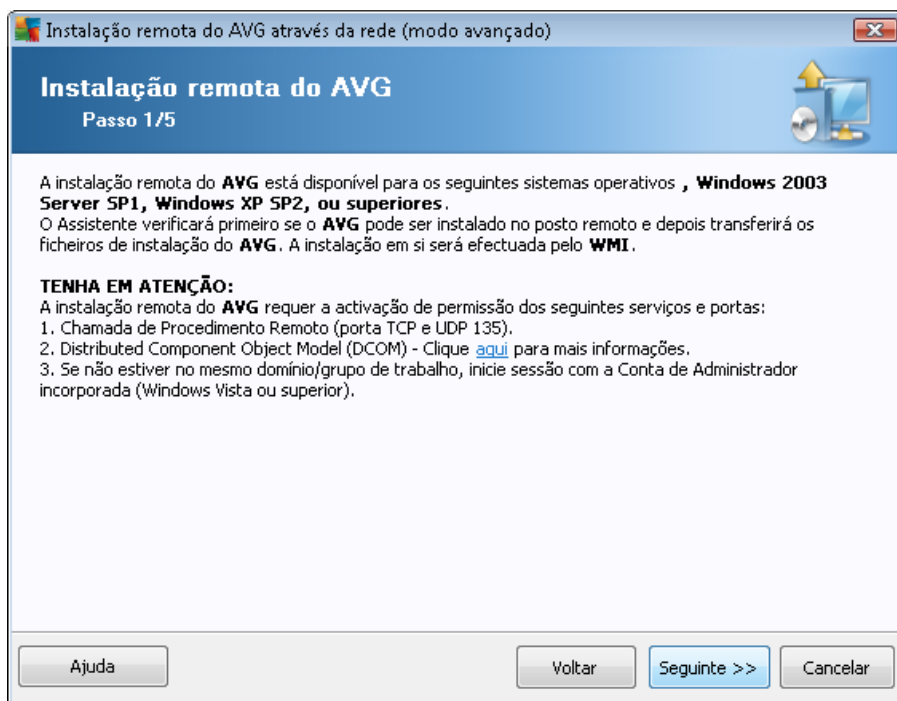 Instalação remota do AVG através da rede (modo avançado)
Instalação remota do AVG
Passo 1/5
A instalação remota do AVG está disponível para os seguintes sistemas operativos , Windows 2003
Server SP1, Windows XP SP2, ou superiores.
O Assistente verificará primeiro se o AVG pode ser instalado no posto remoto e depois transferirá os
ficheiros de instalação do AVG. A instalação em si será efectuada pelo WMI.
TENHA EM ATENÇÃO:
A instalação remota do AVG requer a activação de permissão dos seguintes serviços e portas:
1. Chamada de Procedimento Remoto (porta TCP e UDP 135).
2. Distributed Component Object Model (DCOM) - Clique aqui para mais informações.
3. Se não estiver no mesmo domínio/grupo de trabalho, inicie sessão com a Conta de Administrador
incorporada (Windows Vista ou superior).
Ajuda
Voltar
Seguinte >>
Cancelar